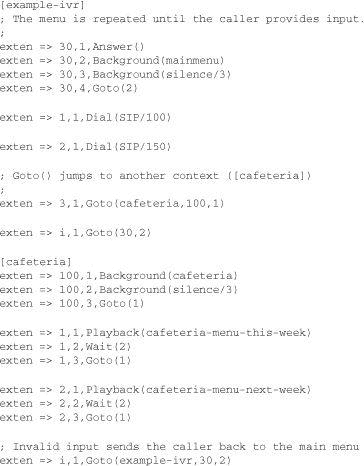 [example-ivr]
; The menu is repeated until the caller provides input.
;
exten => 30,1,Answer()
exten => 30,2,Background(mainmenu)
exten => 30,3,Background(silence/3)
exten => 30,4,Goto(2)
exten => 1,1,Dial(SIP/100)
exten => 2,1,Dial(SIP/150)
; Goto() jumps to another context ([cafeteria])
;
exten => 3,1,Goto(cafeteria,100,1)
exten => i,1,Goto(30,2)
[cafeteria]
exten => 100,1,Background(cafeteria)
exten => 100,2,Background(silence/3)
exten => 100,3,Goto(1)
exten => 1,1,Playback(cafeteria-menu-this-week)
exten => 1,2,Wait(2)
exten => 1,3,Goto(1)
exten => 2,1,Playback(cafeteria-menu-next-week)
exten => 2,2,Wait(2)
exten => 2,3,Goto(1)
; Invalid input sends the caller back to the main menu
exten => i,1,Goto(example-ivr,30,2)